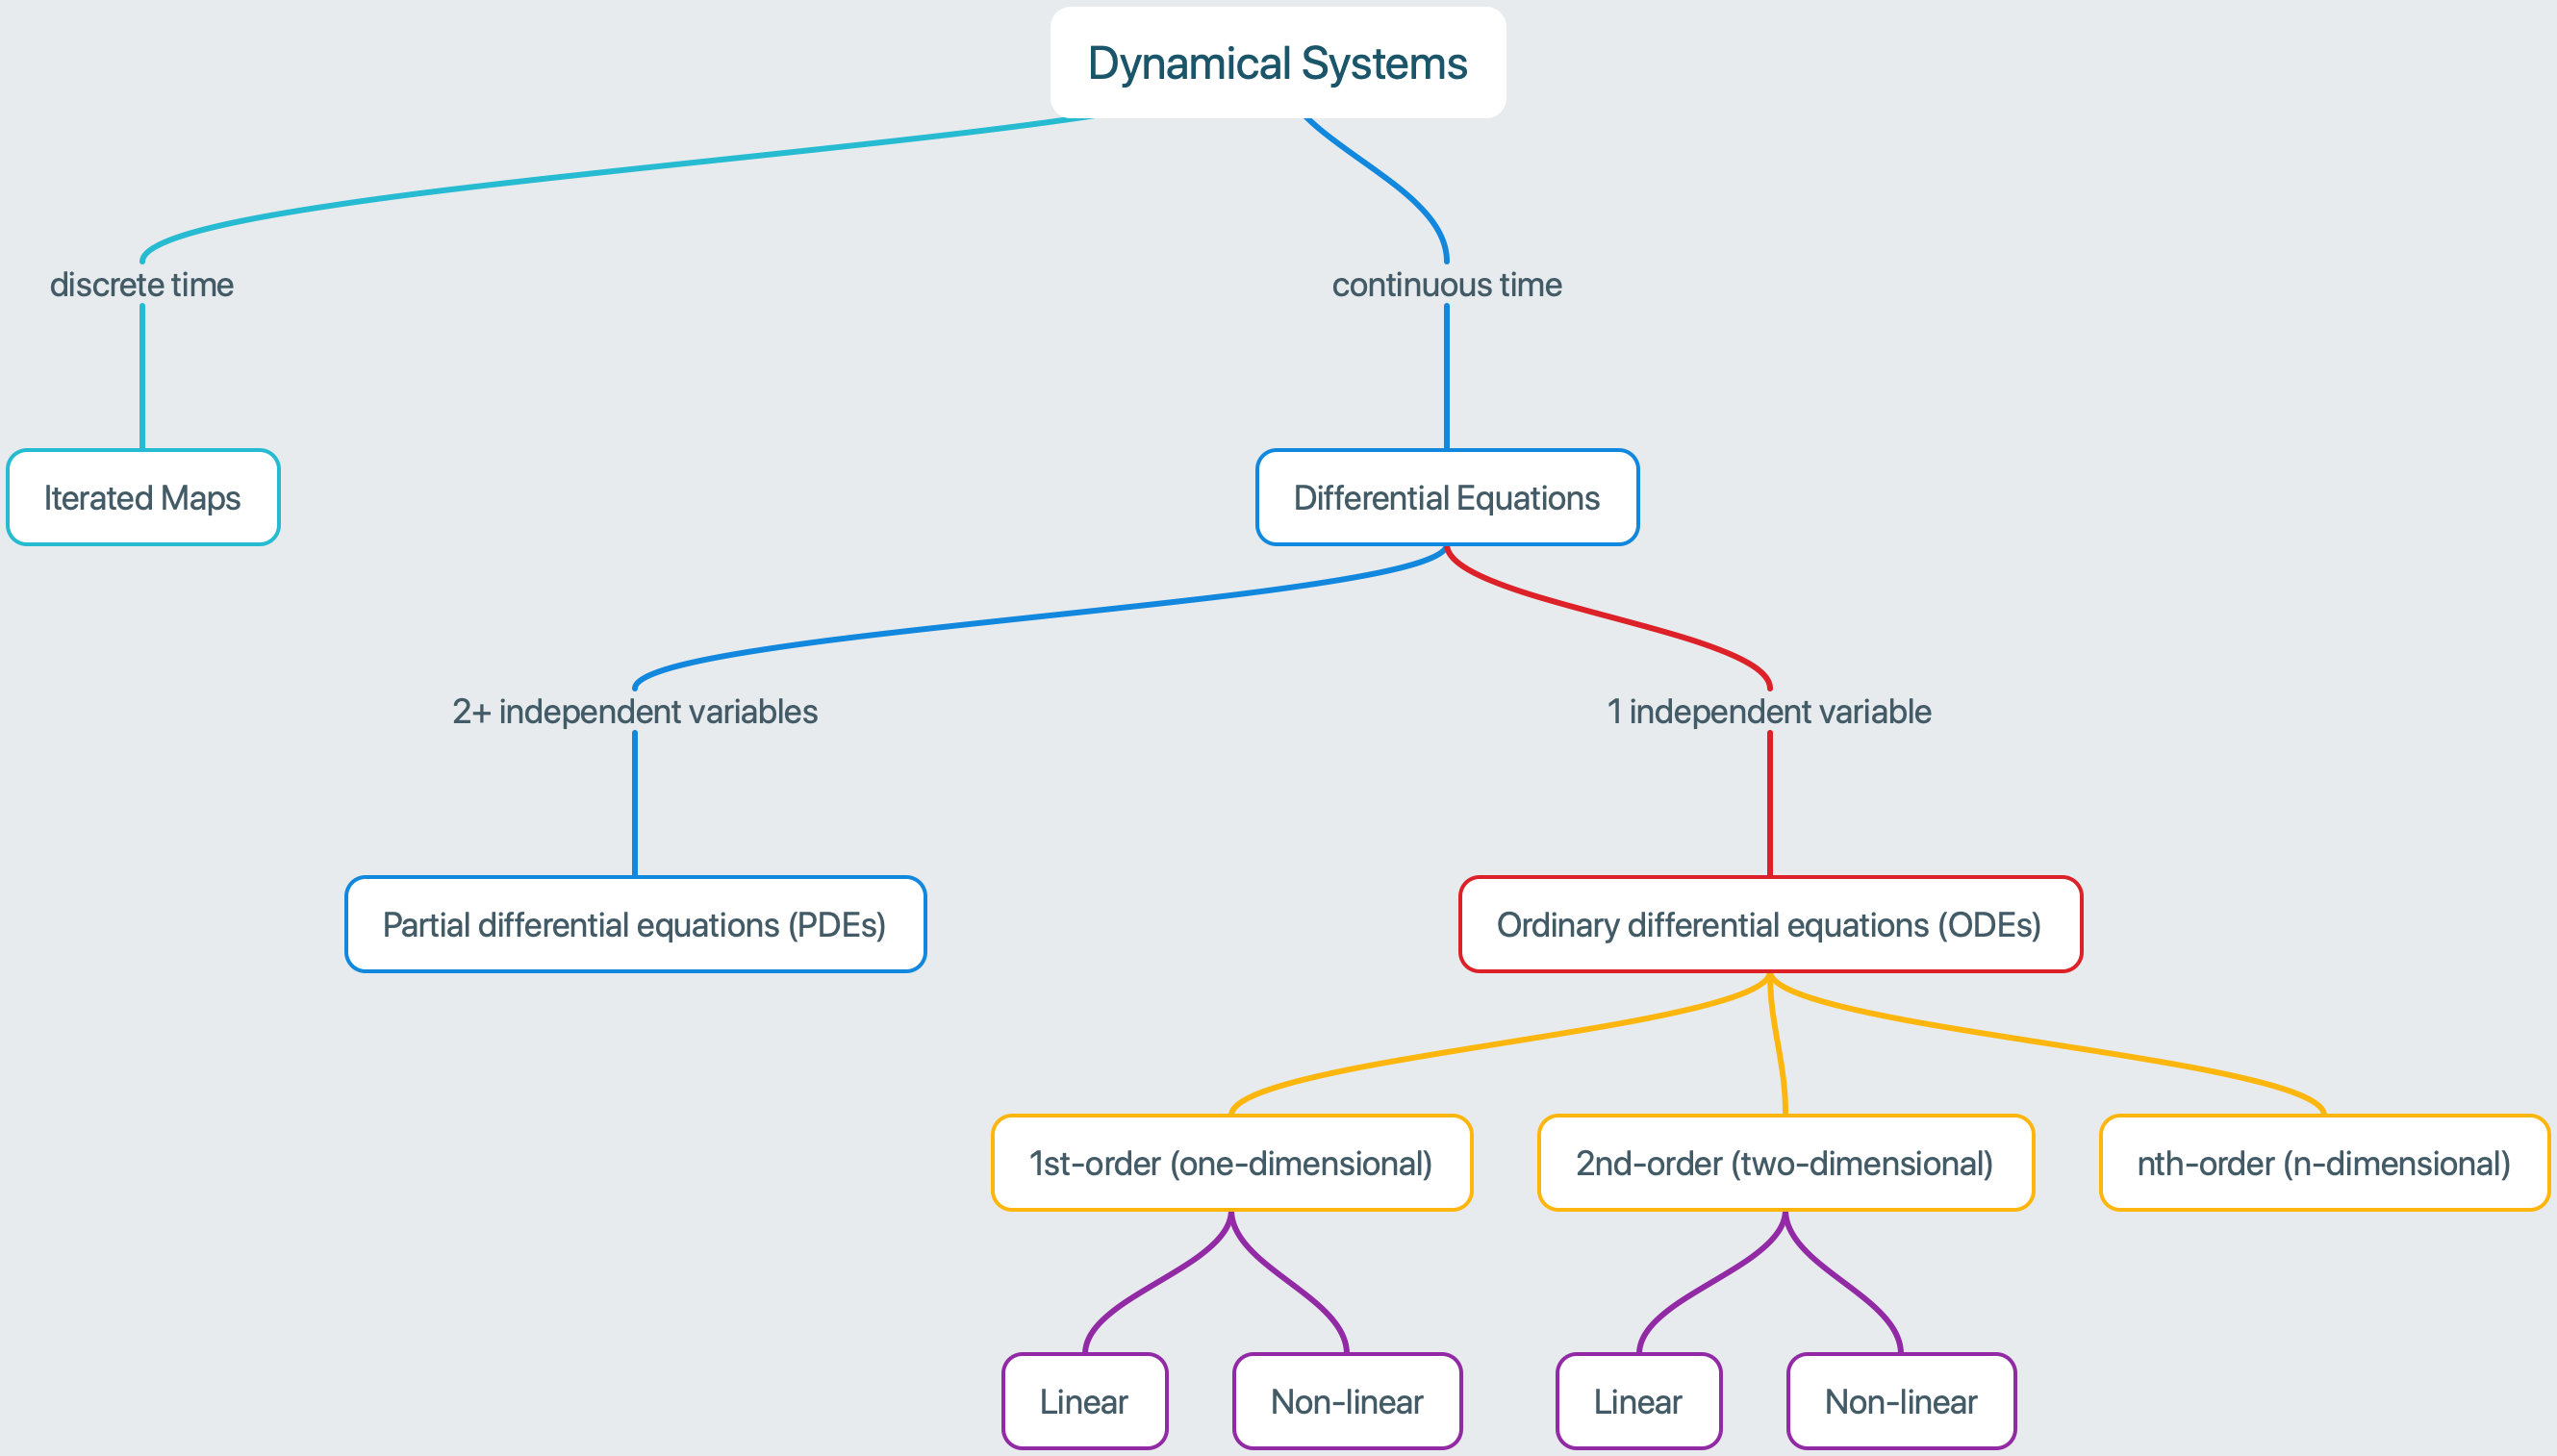 Dynamical Systems
discrete time
continuous time
Iterated Maps
Differential Equations
2+ independent variables
1 independent variable
Partial differential equations (PDEs)
Ordinary differential equations (ODEs)
1st-order (one-dimensional)
2nd-order (two-dimensional)
nth-order (n-dimensional)
Linear
Non-linear
Linear
Non-linear